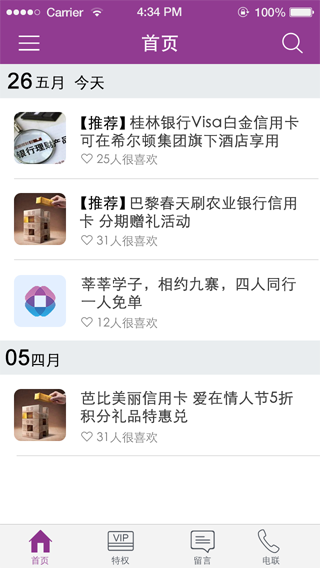 Carrier 4:34 PM 100%
首页
26五月 今天
【推荐】桂林银行Visa白金信用卡
可在希尔顿集团旗下酒店享用
25人很喜欢
【推荐】巴黎春天刷农业银行信用
卡 分期赠礼活动
31人很喜欢
莘莘学子，相约九寨，四人同行
一人免单
12人很喜欢
05四月
芭比美丽信用卡 爱在情人节5折
积分礼品特惠兑
31人很喜欢
VIP
首页 特权 留言 电联